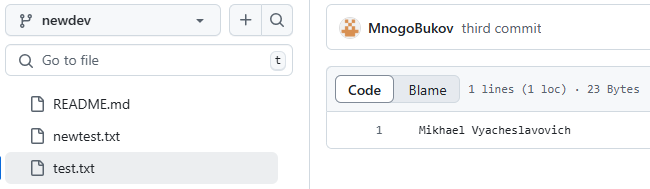 newdev
Go to file
t
README.md
newtest.txt
test.txt
MnogoBukov third commit
Code Blame 1 lines (1 loc) · 23 Bytes
1 Mikhael Vyacheslavovich